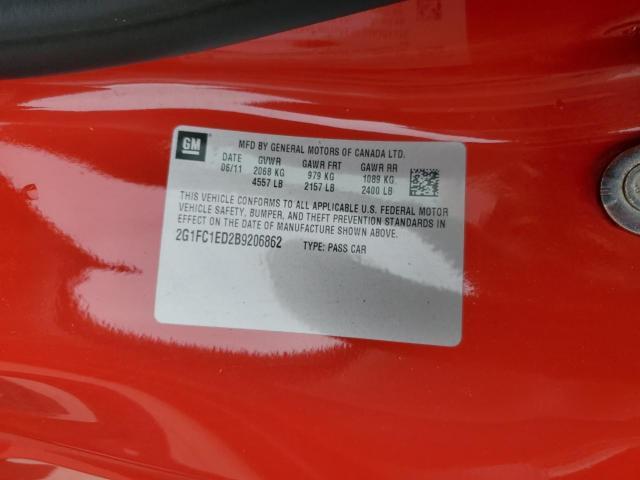 GM
MFD BY GENERAL MOTORS OF CANADA LTD.
DATE GVWR GAWR FRT GAWR RR
06/11 2068 KG 979 KG 1089 KG
4557 LB 2157 LB 2400 LB
THIS VEHICLE CONFORMS TO ALL APPLICABLE U.S. FEDERAL MOTOR
VEHICLE SAFETY, BUMPER, AND THEFT PREVENTION STANDARDS IN
EFFECT ON THE DATE OF MANUFACTURE SHOWN ABOVE.
2G1FC1ED2B9206862 TYPE: PASS CAR